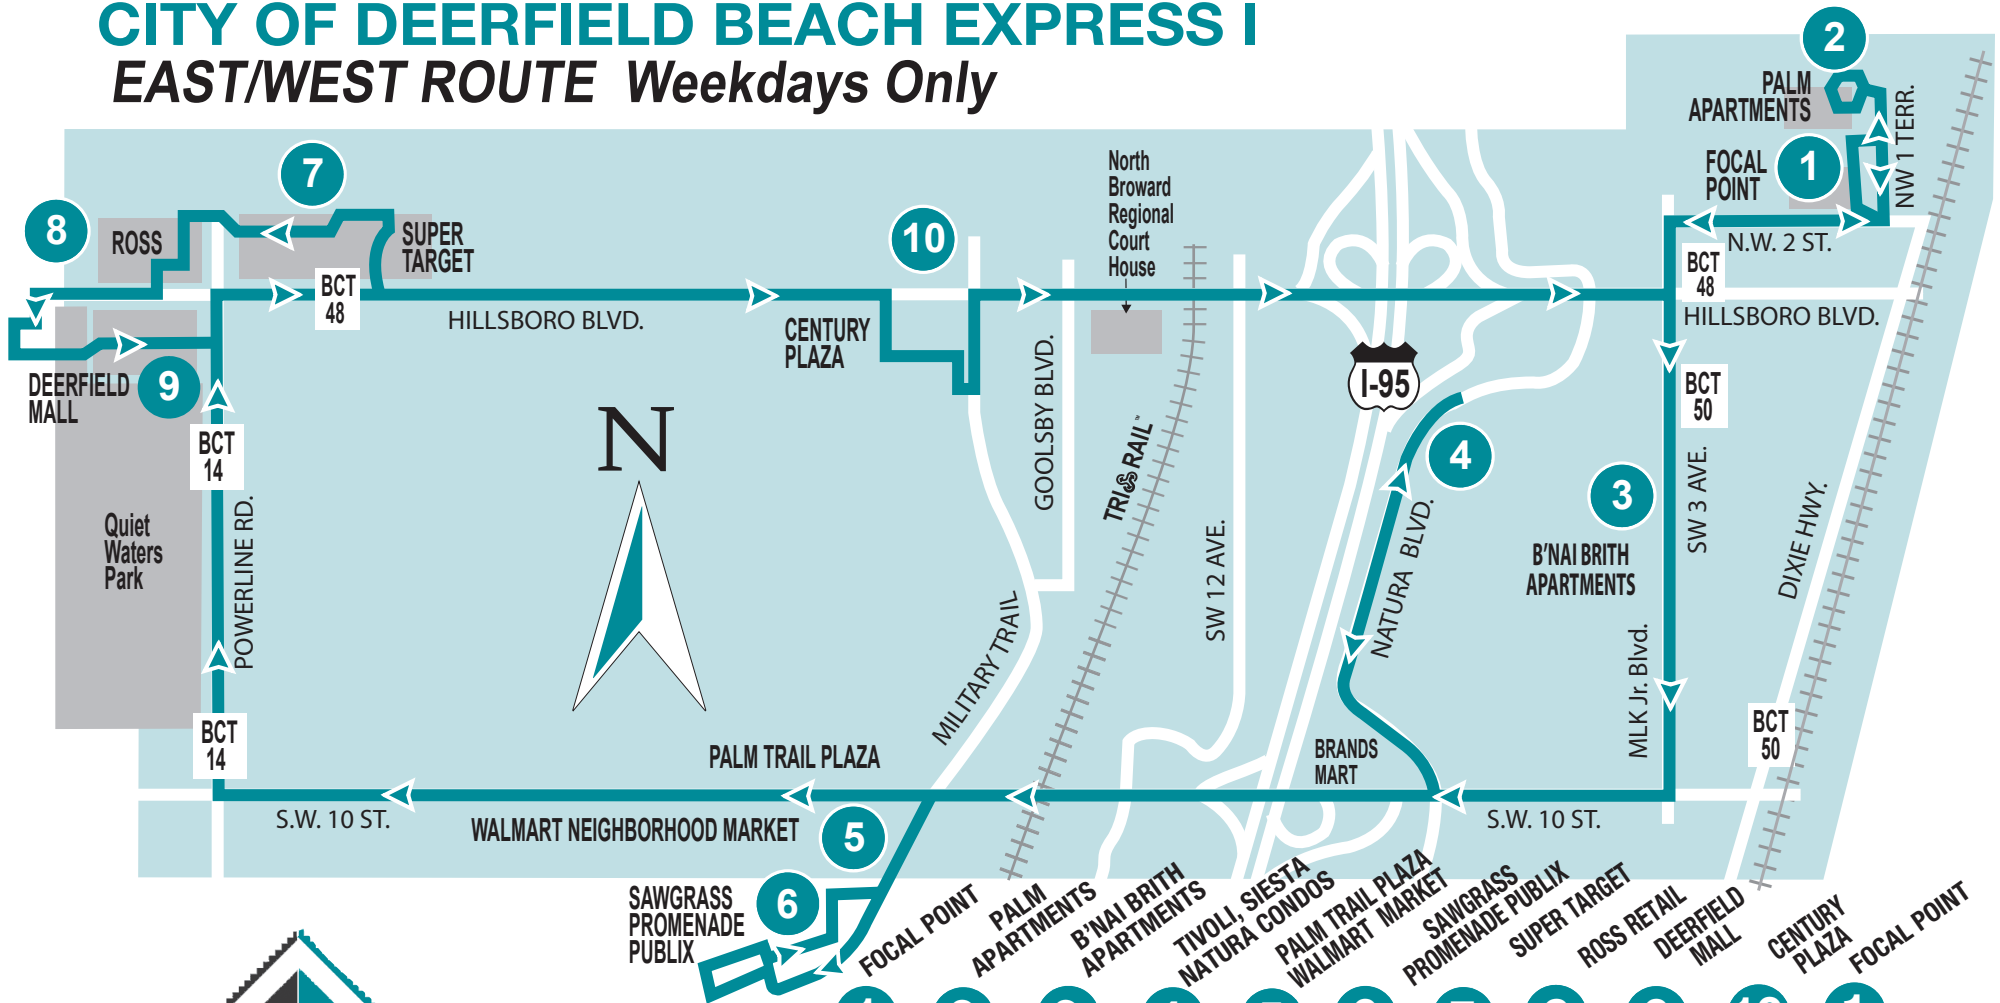 CITY OF DEERFIELD BEACH EXPRESS I
EAST/WEST ROUTE Weekdays Only
2
PALM
APARTMENTS
NW 1 TERR.
FOCAL
POINT
1
N.W. 2 ST.
7
8
ROSS
SUPER
TARGET
BCT
48
HILLSBORO BLVD.
10
CENTURY
PLAZA
North
Broward
Regional
Court
House
BCT
48
HILLSBORO BLVD.
DEERFIELD
MALL
9
BCT
14
N
GOOLSBY BLVD.
TRI RAIL
I-95
4
BCT
50
3
SW 3 AVE.
B'NAI BRITH
APARTMENTS
DIXIE HWY.
Quiet
Waters
Park
POWERLINE RD.
MILITARY TRAIL
SW 12 AVE.
NATURA BLVD.
MLK Jr. Blvd.
BCT
14
PALM TRAIL PLAZA
BRANDS
MART
BCT
50
S.W. 10 ST.
WALMART NEIGHBORHOOD MARKET
5
S.W. 10 ST.
SAWGRASS
PROMENADE
PUBLIX
6
FOCAL POINT
PALM
APARTMENTS
B'NAI BRITH
APARTMENTS
TIVOLI, SIESTA
NATURA CONDOS
PALM TRAIL PLAZA
WALMART MARKET
SAWGRASS
PROMENADE PUBLIX
SUPER TARGET
ROSS RETAIL
DEERFIELD
MALL
CENTURY
PLAZA
FOCAL POINT